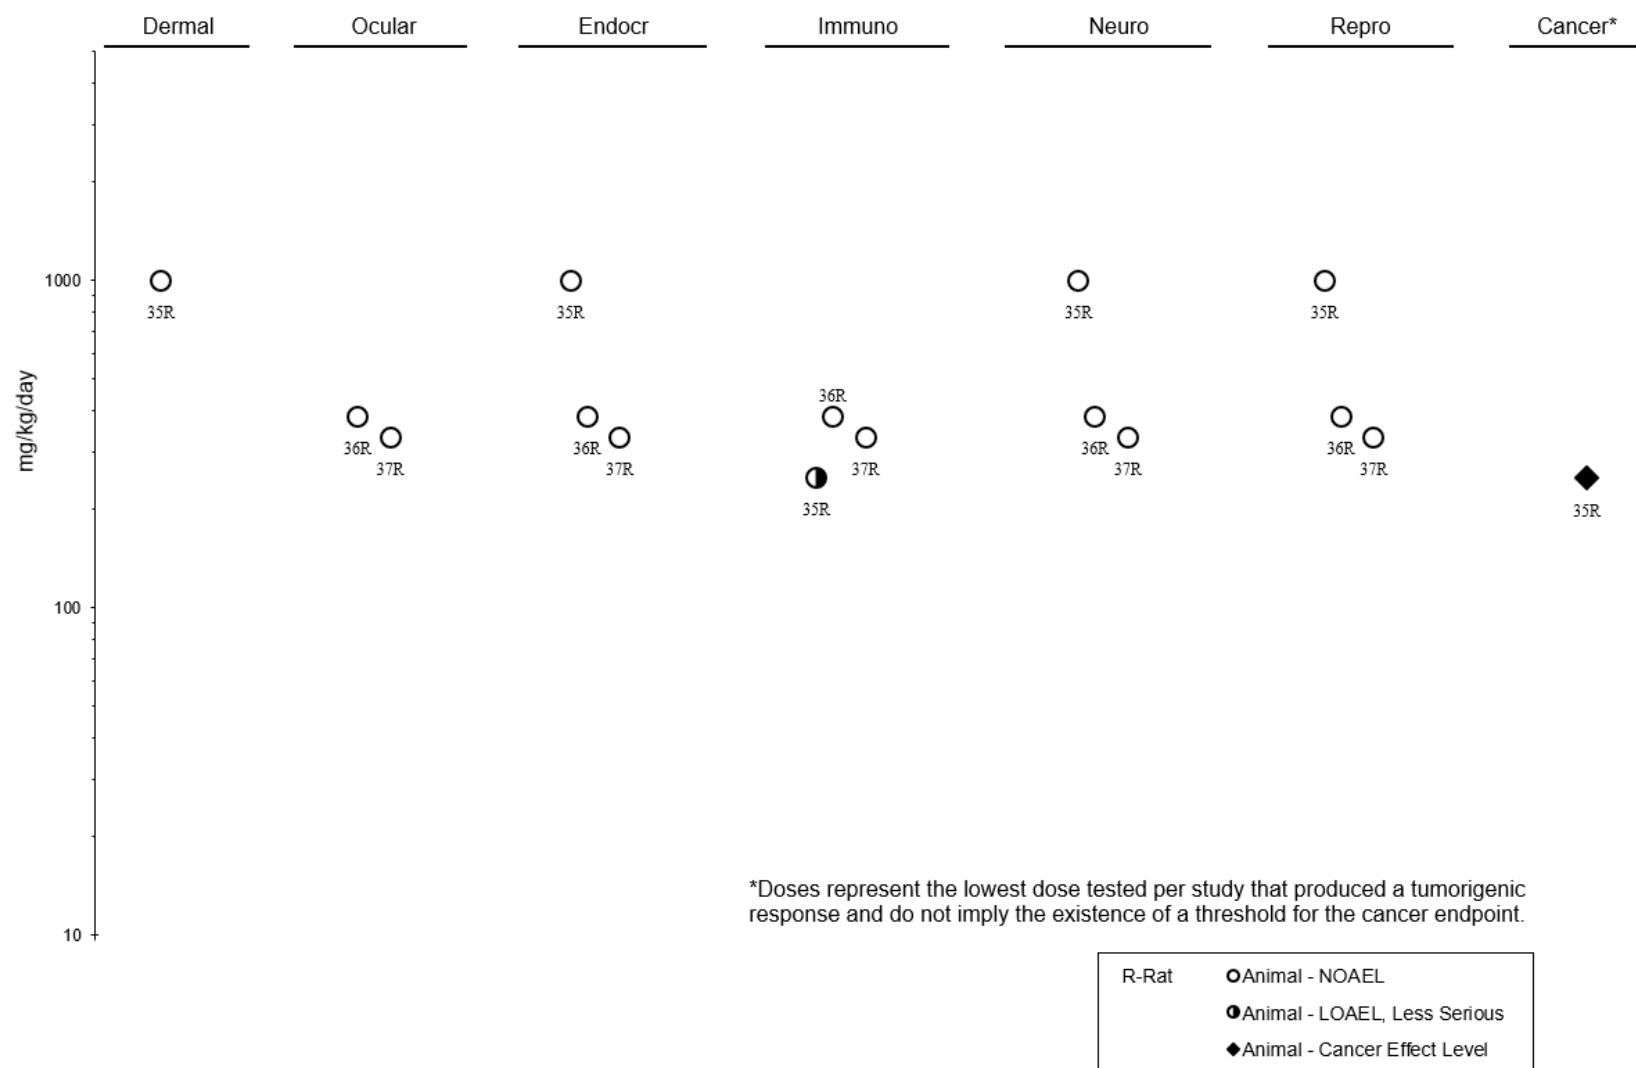 Dermal Ocular Endocr Immuno Neuro Repro Cancer*
mg/kg/day
1000
35R 35R 35R 35R
36R
36R 36R 36R 36R
37R 37R 37R 37R 37R
35R 35R
100
*Doses represent the lowest dose tested per study that produced a tumorigenic
response and do not imply the existence of a threshold for the cancer endpoint.
10
R-Rat Animal - NOAEL
Animal - LOAEL, Less Serious
Animal - Cancer Effect Level